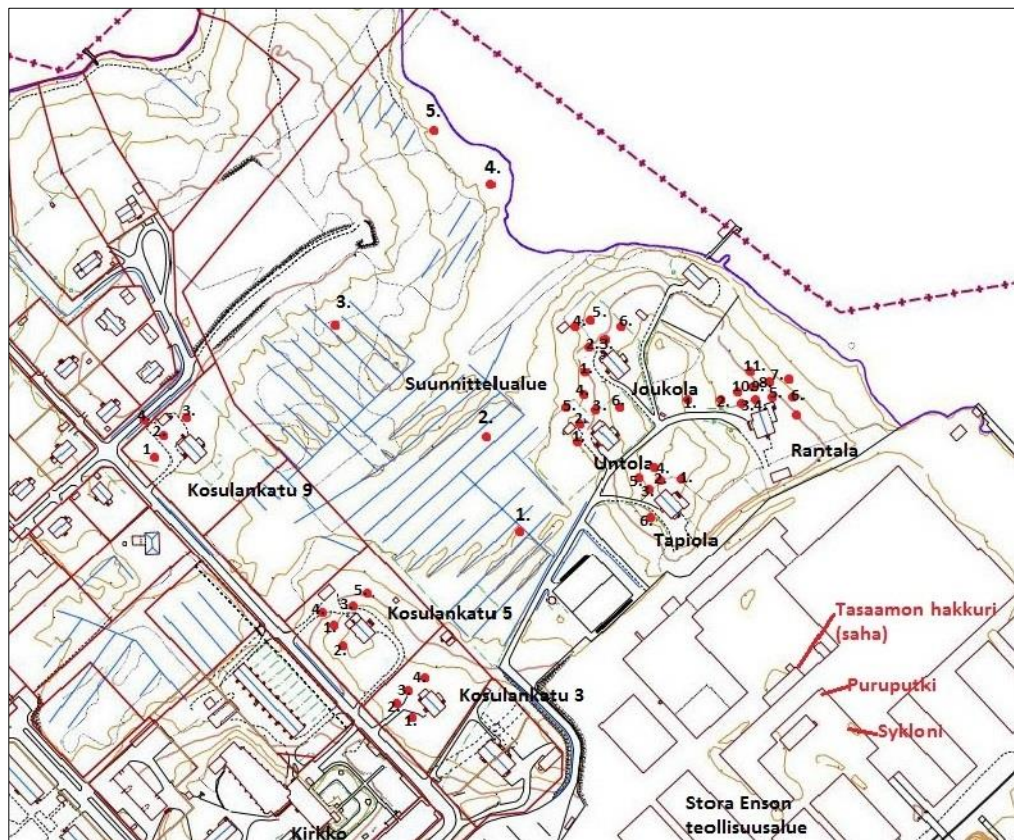 5.
4.
3.
4. 5. 6.
2. 3.
1.
Suunnittelualue
4.
5. 3. 6.
2.
1.
Joukola
11. 7.
10. 9. 8.
1. 2. 3. 4. 5. 6.
Rantala
2.
4. 3.
2.
1.
Kosulankatu 9
Untola
4.
5. 2. 1.
3.
6.
Tapiola
1.
5.
4. 3.
1.
2.
Kosulankatu 5
4.
3.
2.
1.
Kosulankatu 3
Tasaamon hakkuri
(saha)
Puruputki
Sykloni
Stora Enson
teollisuusalue
Kirkko